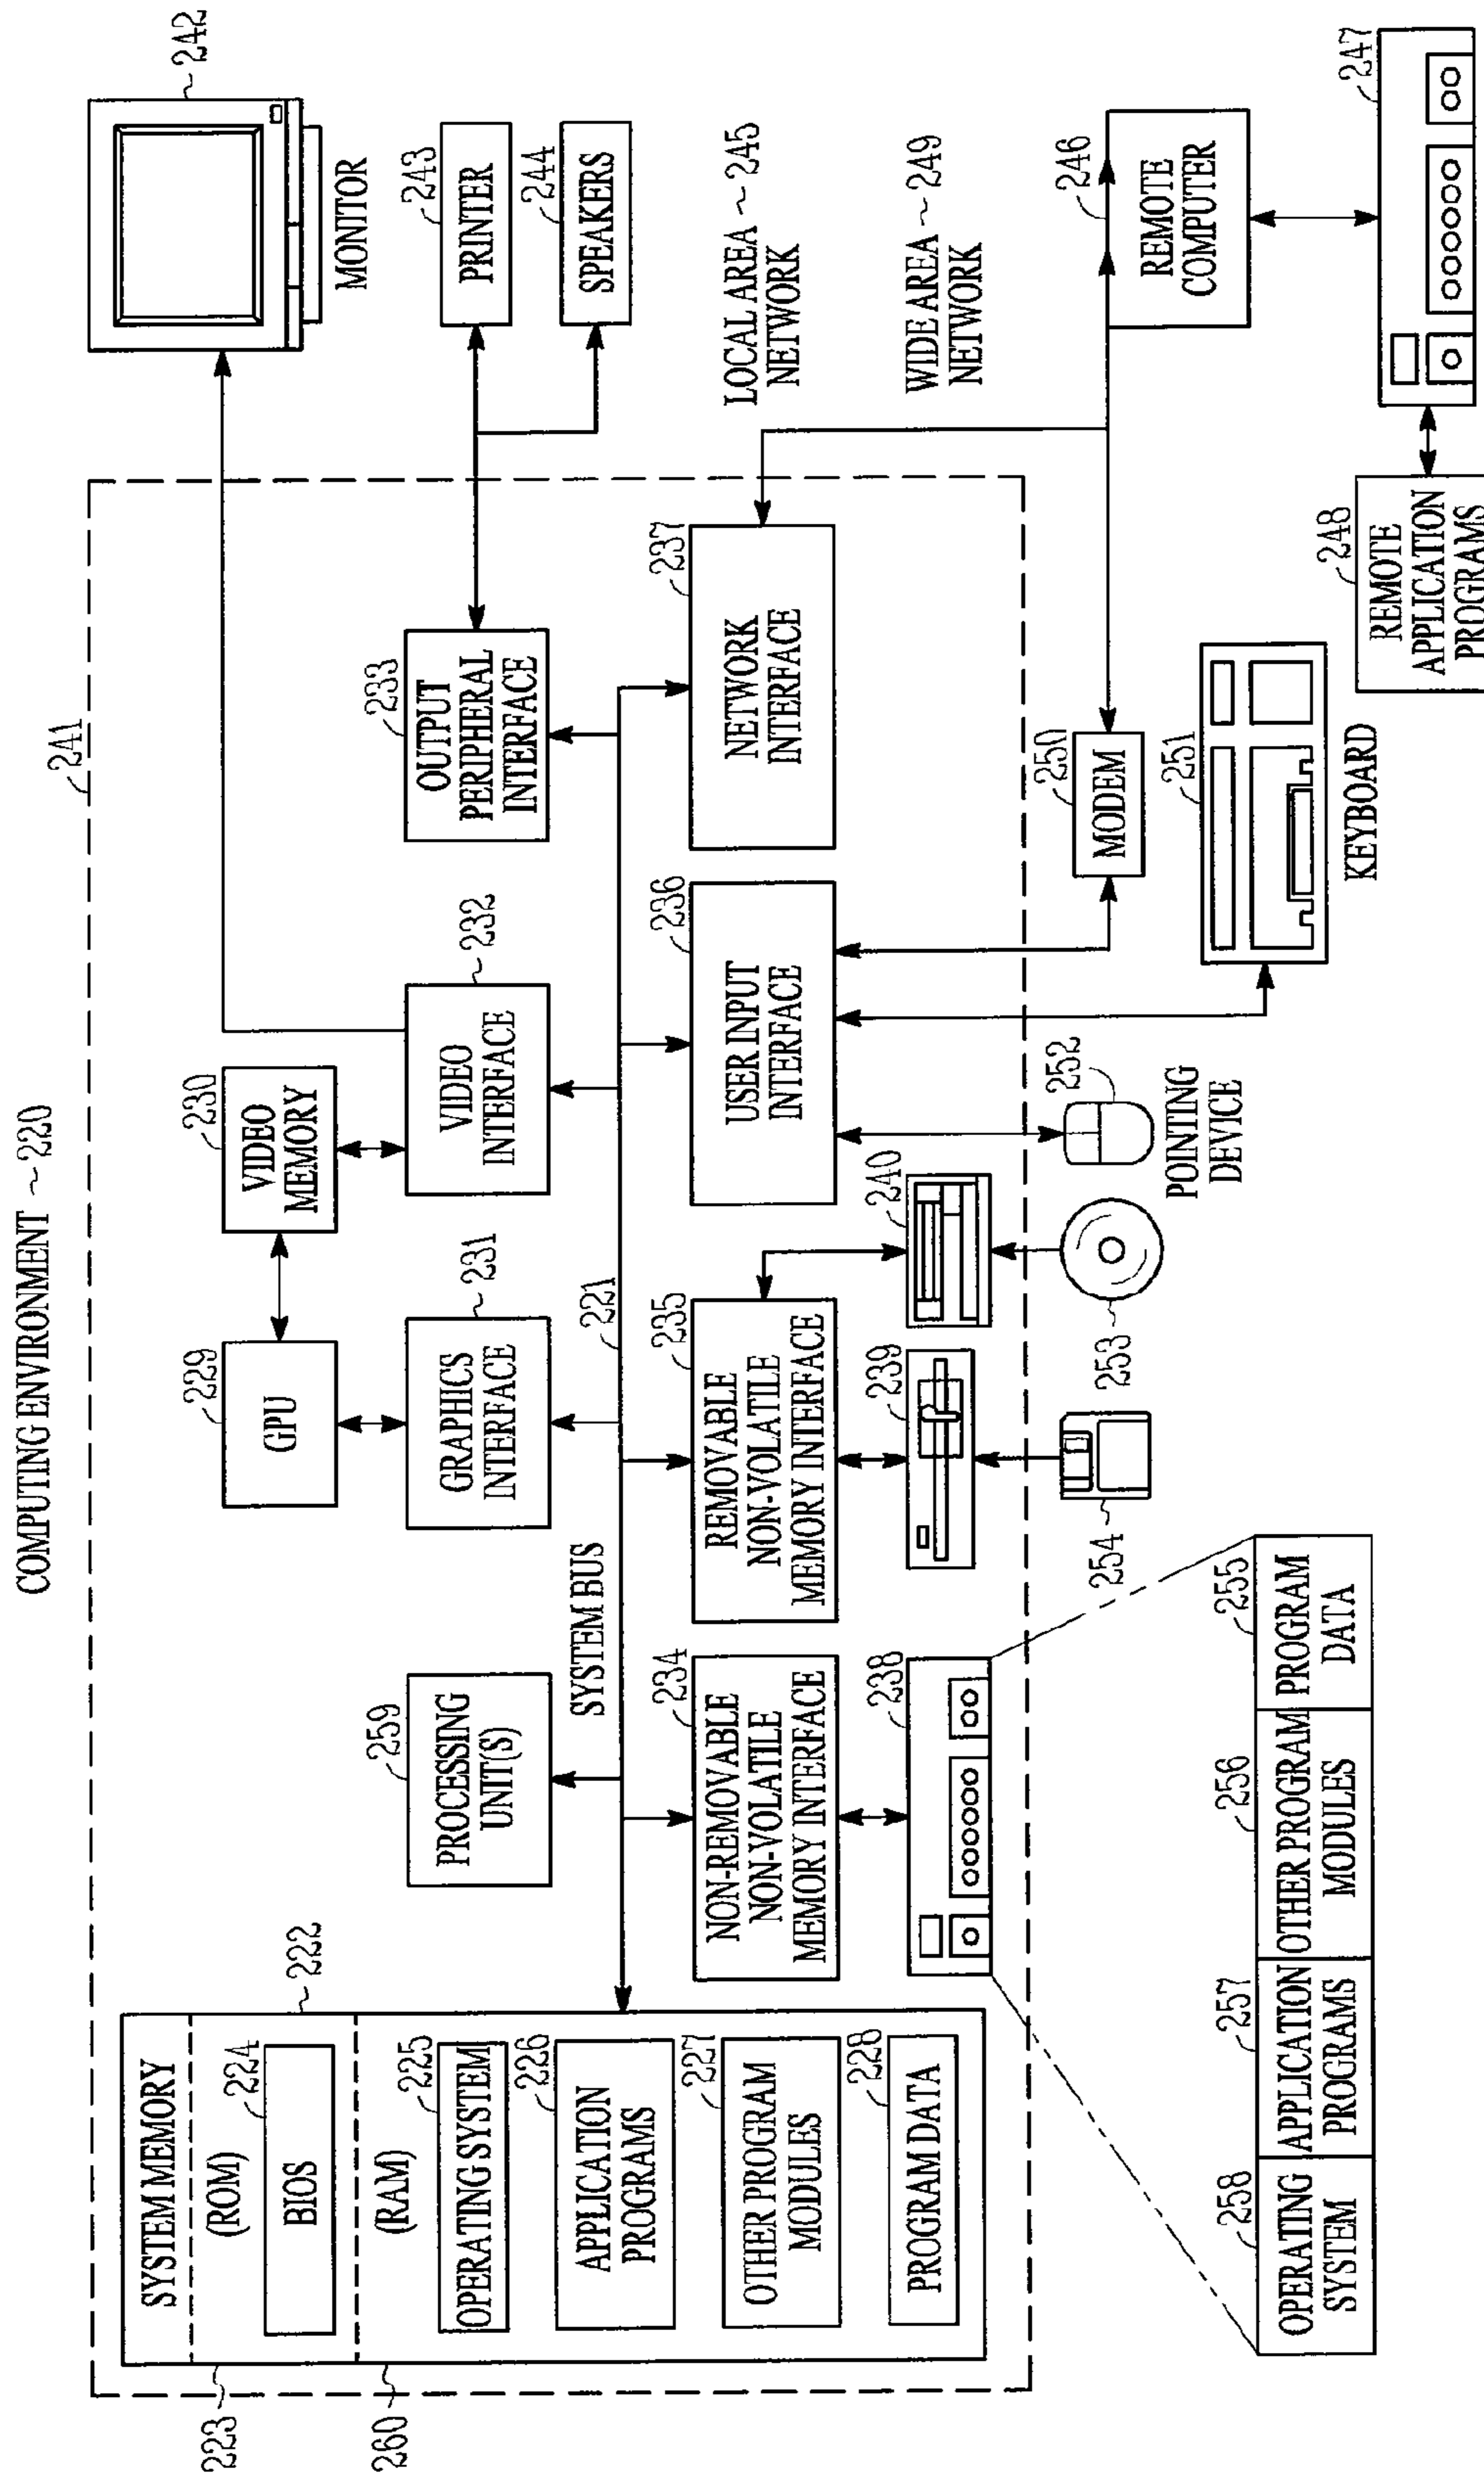 COMPUTING ENVIRONMENT ~220
241
SYSTEM MEMORY
222
223
(ROM)
224
BIOS
260
(RAM)
225
OPERATING SYSTEM
226
APPLICATION
PROGRAMS
227
OTHER PROGRAM
MODULES
228
PROGRAM DATA
259
PROCESSING
UNIT(S)
229
GPU
230
VIDEO
MEMORY
231
GRAPHICS
INTERFACE
232
VIDEO
INTERFACE
233
OUTPUT
PERIPHERAL
INTERFACE
SYSTEM BUS
221
234
NON-REMOVABLE
NON-VOLATILE
MEMORY INTERFACE
235
REMOVABLE
NON-VOLATILE
MEMORY INTERFACE
236
USER INPUT
INTERFACE
237
NETWORK
INTERFACE
238
239
240
242
MONITOR
243
PRINTER
244
SPEAKERS
LOCAL AREA ~245
NETWORK
WIDE AREA ~249
NETWORK
246
REMOTE
COMPUTER
247
248
REMOTE
APPLICATION
PROGRAMS
250
MODEM
251
KEYBOARD
252
POINTING
DEVICE
253
254
258
OPERATING
SYSTEM
257
APPLICATION
PROGRAMS
256
OTHER PROGRAM
MODULES
255
PROGRAM
DATA